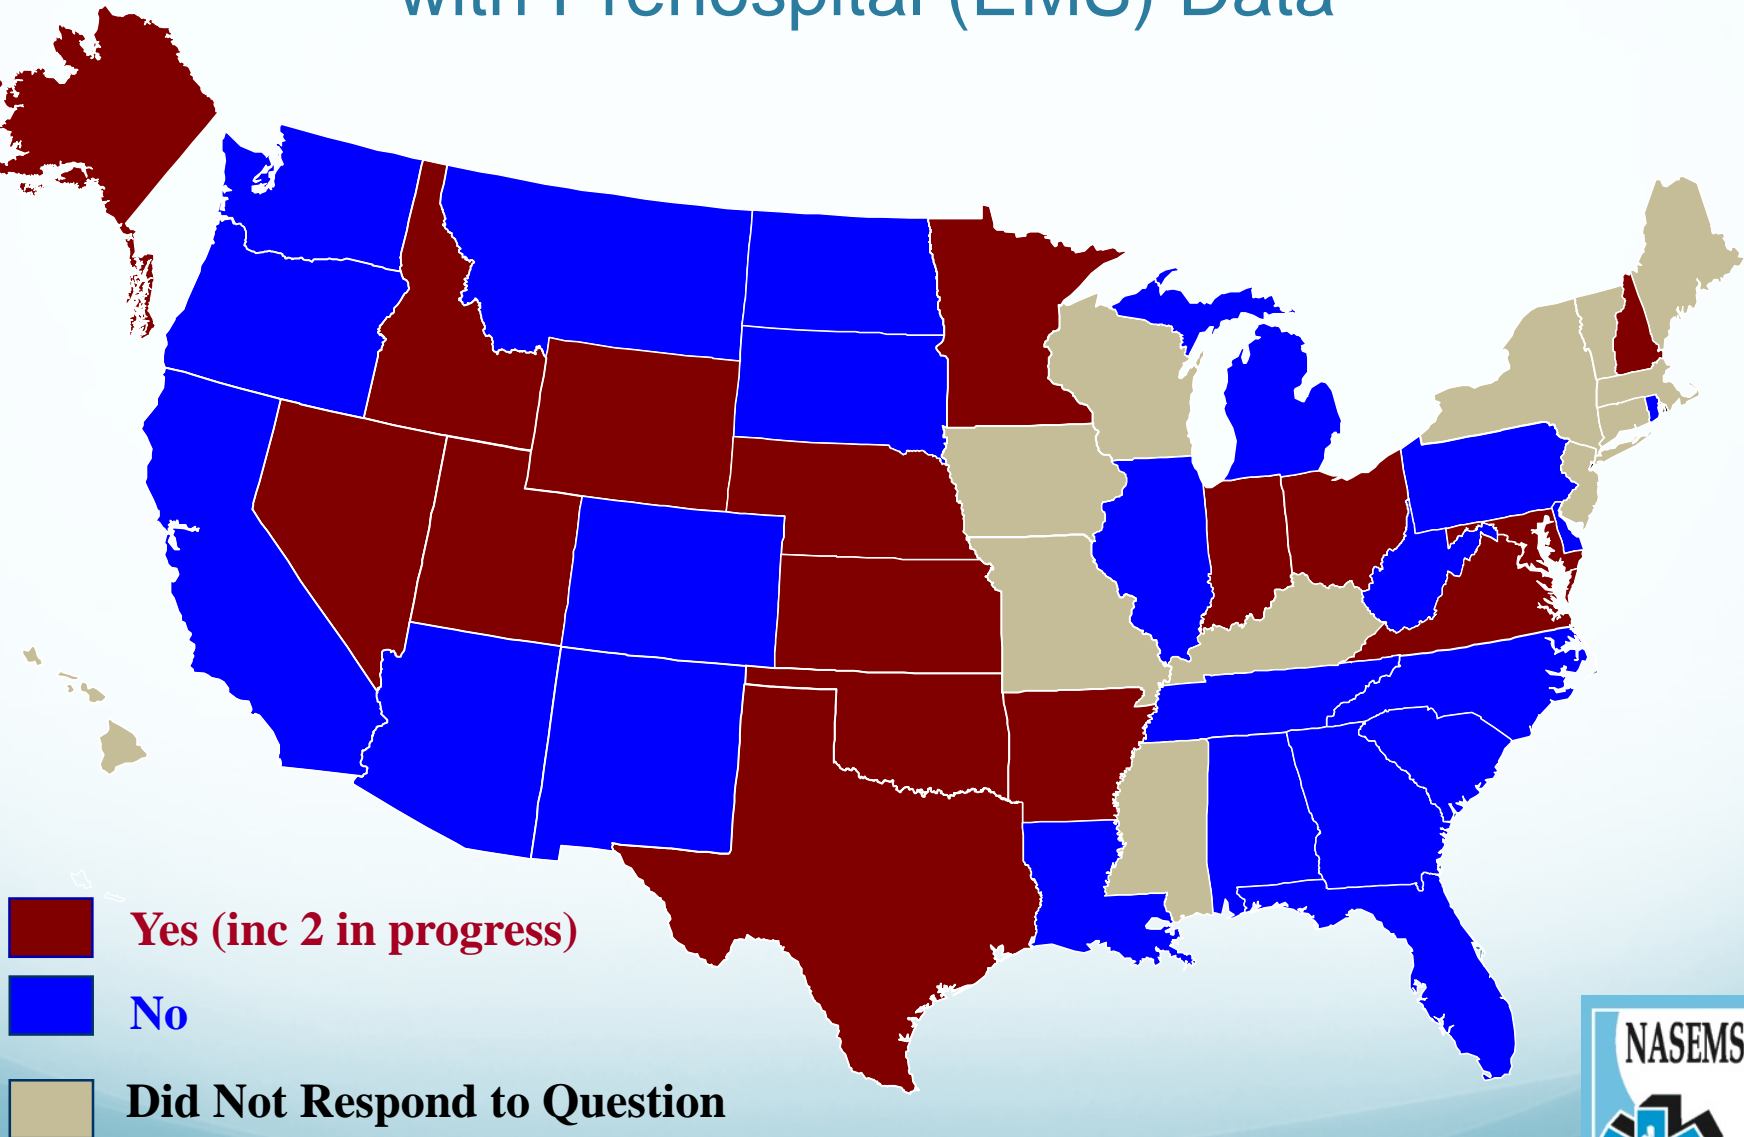 with Prehospital (EMS) Data
Yes (inc 2 in progress)
No
Did Not Respond to Question
NASEMS